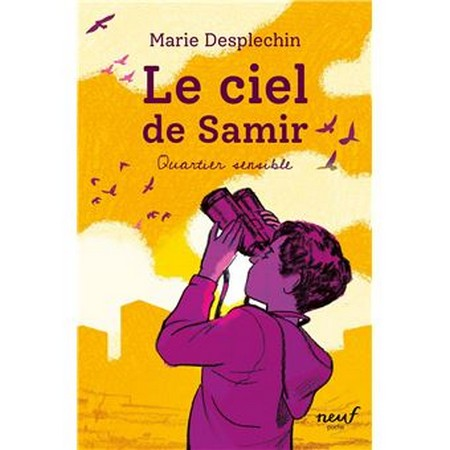 Marie Desplechin
Le ciel
de Samir
Quartier sensible
neuf
poche